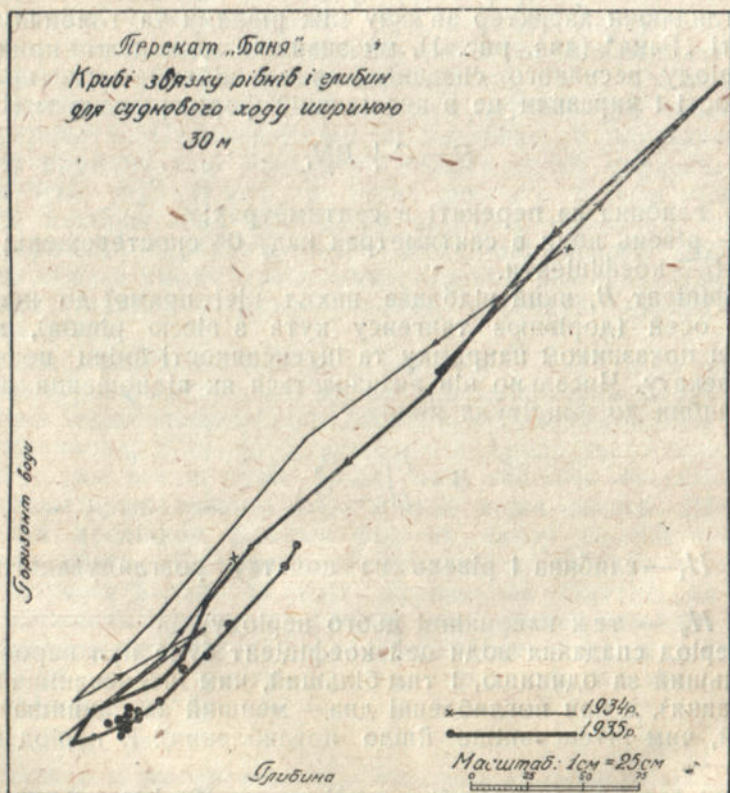 Перекат „Баня"
Криві звязку рівнів і глибин
для суднового ходу шириною
30 м
Горизонт води
1934р.
1935р.
Глибина
Масштаб: 1см = 25см
0 25 50 75